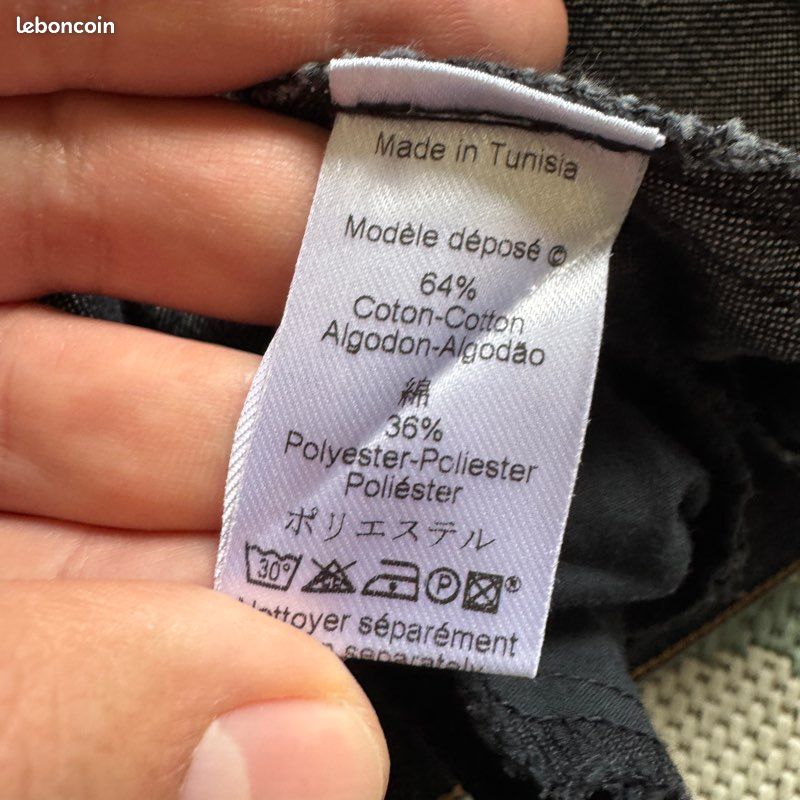 leboncoin
Made in Tunisia
Modèle déposé ©
64%
Coton-Cotton
Algodon-Algodão
綿
36%
Polyester-Poliester
Poliéster
ポリエステル
30° P ®
Nettoyer séparément
separately